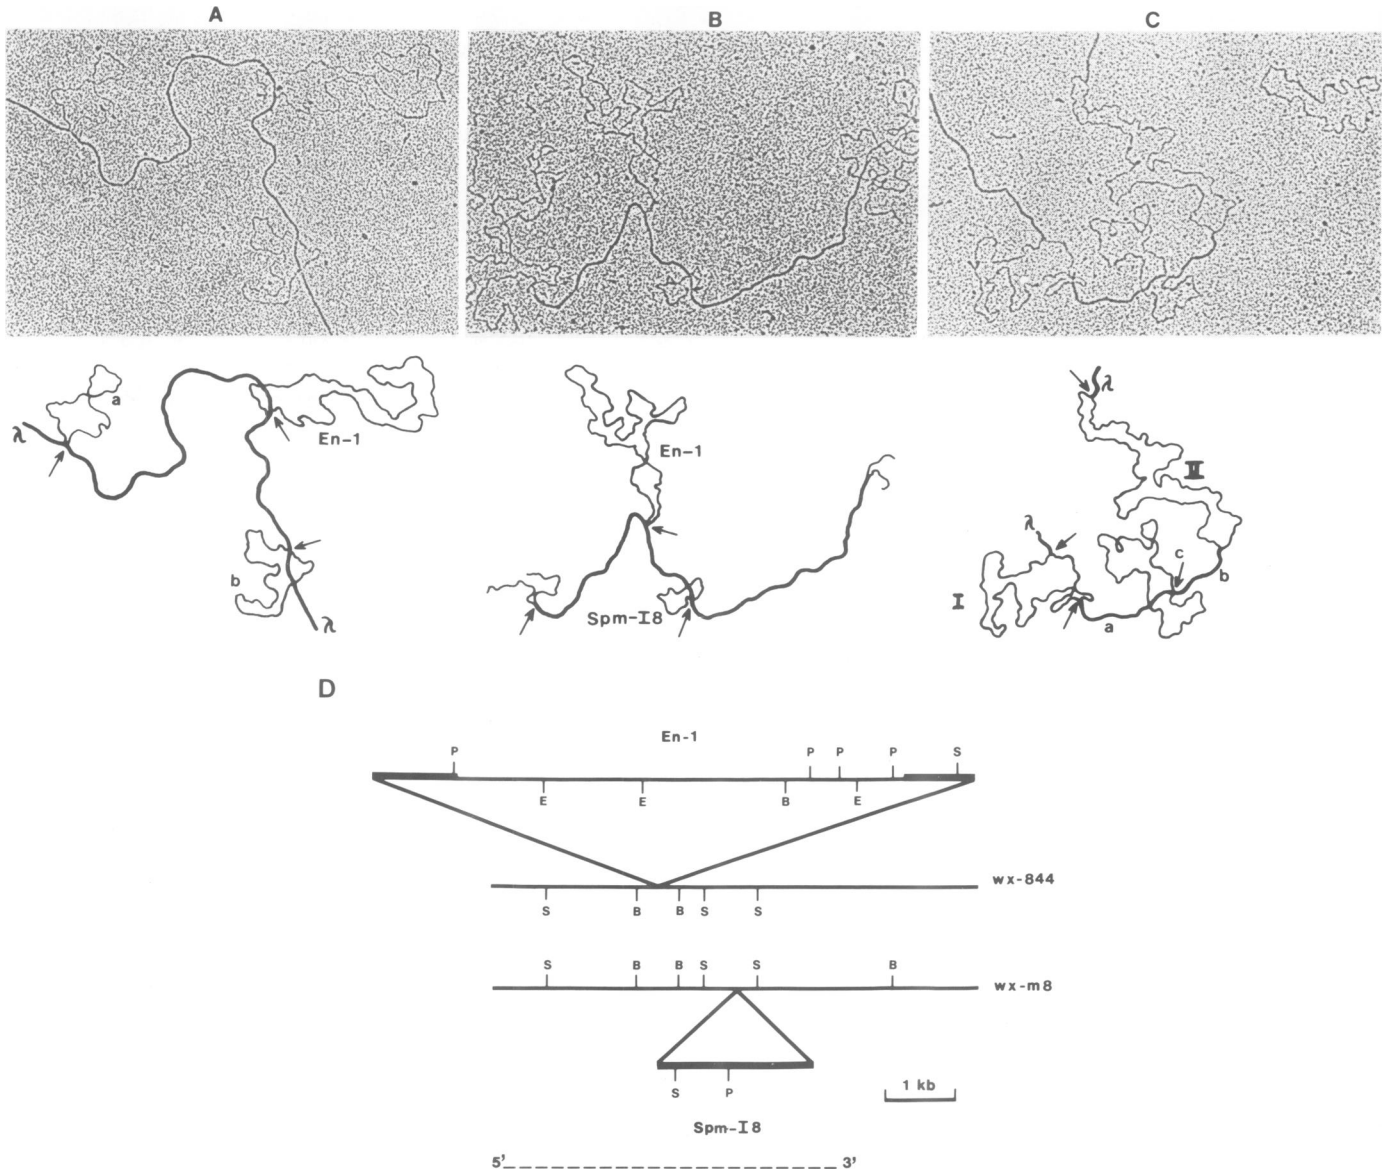 A B C
λ a En-1 b λ
En-1 Spm-I8
λ II λ c I b a
D
En-1
P P P P S
E E B E
wx-844
S B B S S
S B B S S B
wx-m8
S P
1 kb
Spm-I8
5' 3'